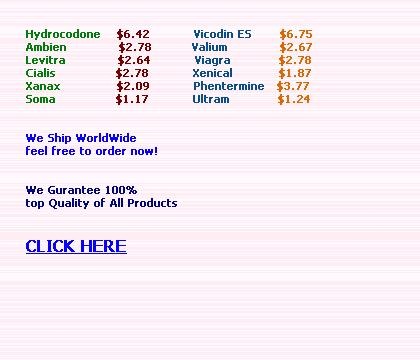 Hydrocodone $6.42 Vicodin ES $6.75
Ambien $2.78 Valium $2.67
Levitra $2.64 Viagra $2.78
Cialis $2.78 Xenical $1.87
Xanax $2.09 Phentermine $3.77
Soma $1.17 Ultram $1.24
We Ship WorldWide
feel free to order now!
We Gurantee 100%
top Quality of All Products
CLICK HERE